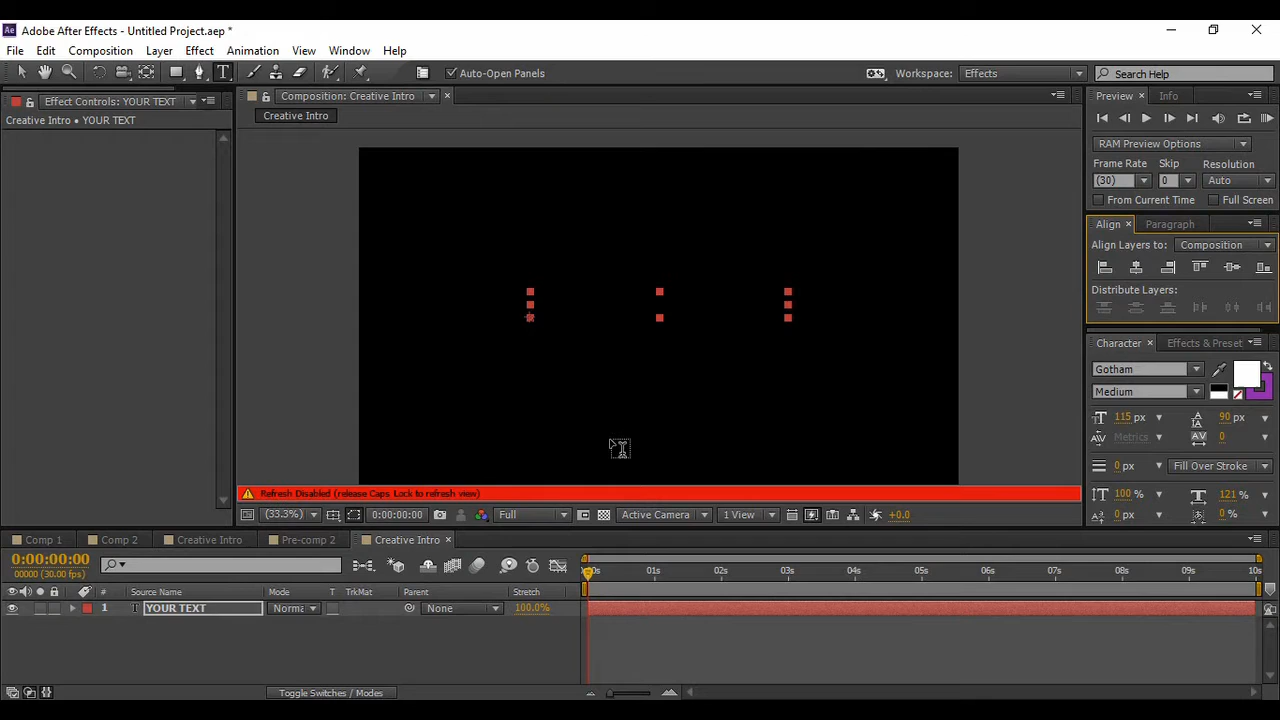 Ae Adobe After Effects - Untitled Project.aep *
File Edit Composition Layer Effect Animation View Window Help
T Auto-Open Panels Workspace: Effects Search Help
Effect Controls: YOUR TEXT Composition: Creative Intro Preview Info
Creative Intro • YOUR TEXT Creative Intro
RAM Preview Options
Frame Rate Skip Resolution
(30) 0 Auto
From Current Time Full Screen
Align Paragraph
Align Layers to: Composition
Distribute Layers:
Character Effects & Preset
Gotham
Medium
115 px 90 px
Metrics 0
0 px Fill Over Stroke
100 % 121 %
0 px 0 %
Refresh Disabled (release Caps Lock to refresh view)
(33.3%) 0:00:00:00 Full Active Camera 1 View +0.0
Comp 1 Comp 2 Creative Intro Pre-comp 2 Creative Intro
0:00:00:00
00000 (30.00 fps)
01s 02s 03s 04s 05s 06s 07s 08s 09s 10s
# Source Name Mode T TrkMat Parent Stretch
1 T YOUR TEXT Norma None 100.0%
Toggle Switches / Modes